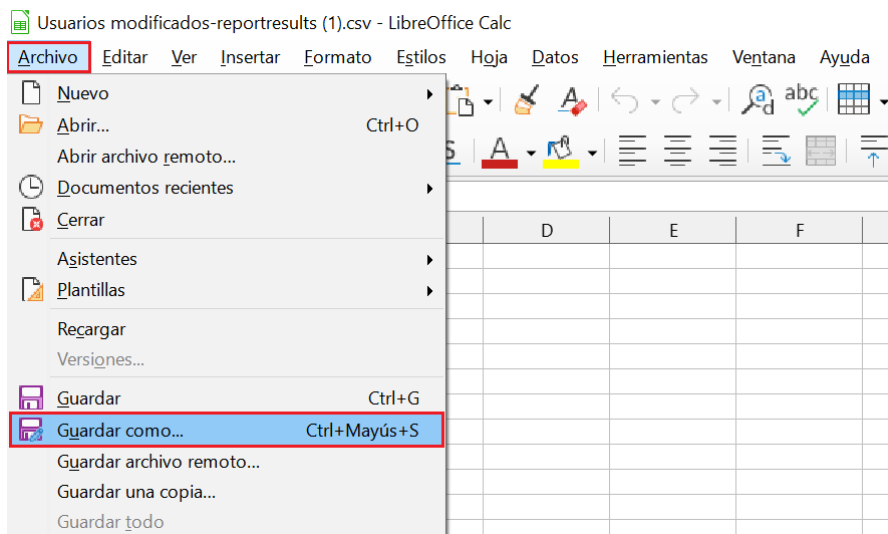 Usuarios modificados-reportresults (1).csv - LibreOffice Calc
Archivo Editar Ver Insertar Formato Estilos Hoja Datos Herramientas Ventana Ayuda
Nuevo
Abrir... Ctrl+O
Abrir archivo remoto...
Documentos recientes
Cerrar
Asistentes
Plantillas
Recargar
Versiones...
Guardar Ctrl+G
Guardar como... Ctrl+Mayús+S
Guardar archivo remoto...
Guardar una copia...
Guardar todo
abc
S A
D E F